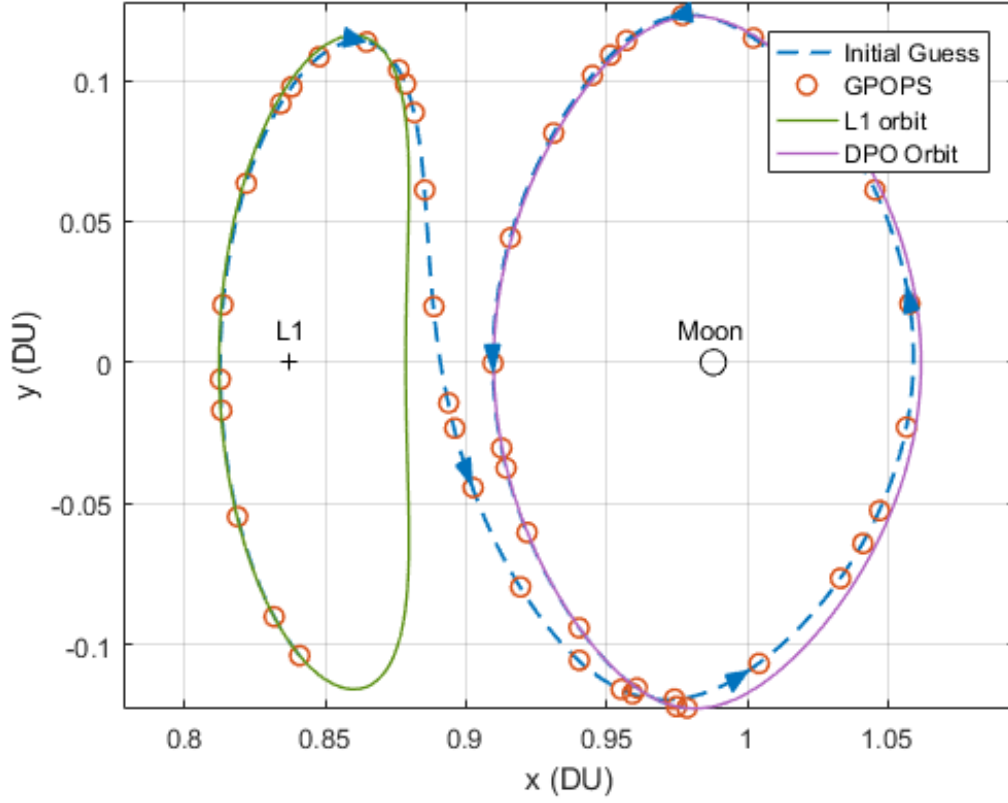 Initial Guess
GPOPS
L1 orbit
DPO Orbit
L1
Moon
0.1
0.05
0
-0.05
-0.1
y (DU)
0.8
0.85
0.9
0.95
1
1.05
x (DU)